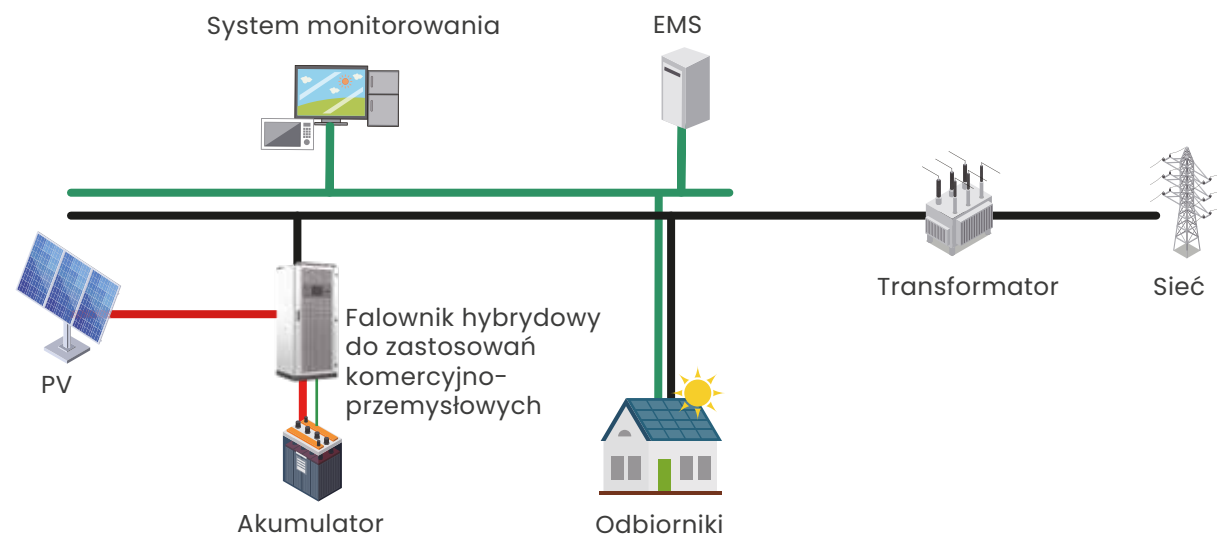 System monitorowania
EMS
Transformator
Sieć
Falownik hybrydowy
do zastosowań
komercyjno-
przemysłowych
PV
Akumulator
Odbiorniki